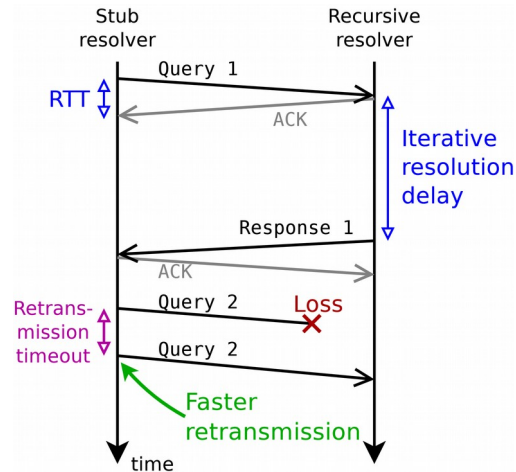 Stub
resolver
Recursive
resolver
Query 1
RTT
ACK
Iterative
resolution
delay
Response 1
ACK
Query 2
Loss
Retrans-
mission
timeout
Query 2
Faster
retransmission
time